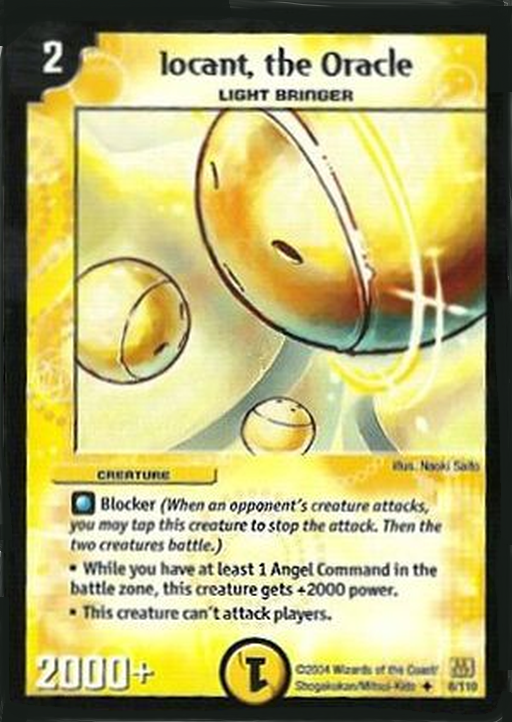 2
Iocant, the Oracle
LIGHT BRINGER
illus. Naoki Saito
CREATURE
Blocker (When an opponent's creature attacks,
you may tap this creature to stop the attack. Then the
two creatures battle.)
• While you have at least 1 Angel Command in the
battle zone, this creature gets +2000 power.
• This creature can't attack players.
2000+
1
©2004 Wizards of the Coast/
Shogakukan/Mitsui-Kids
/110